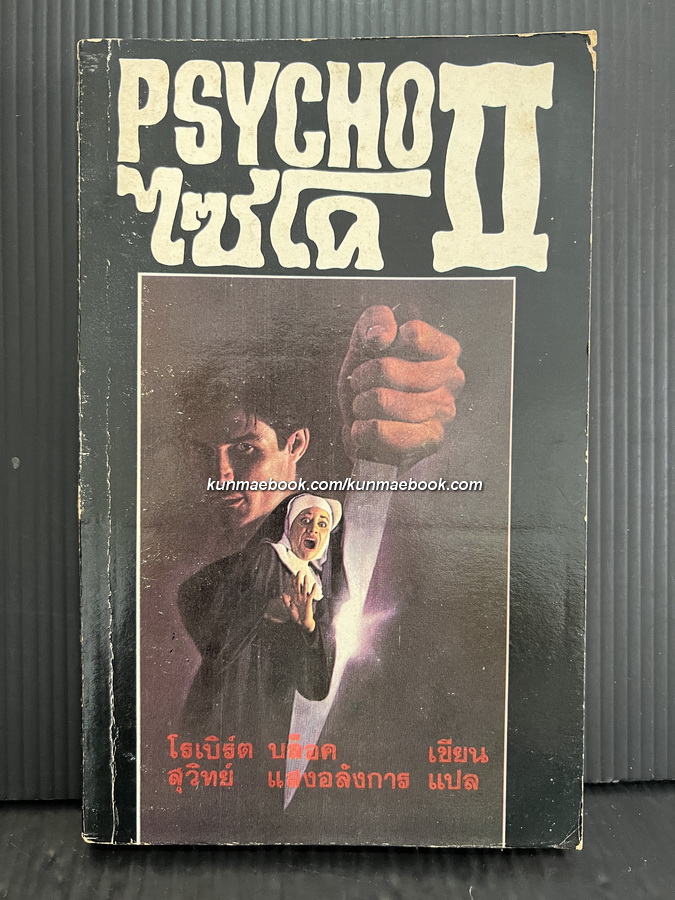 PSYCHO II
ไซโค
kunmaebook.com/kunmaebook.com
โรเบิร์ต บล็อค เขียน
สุวิทย์ แสงอลังการ แปล